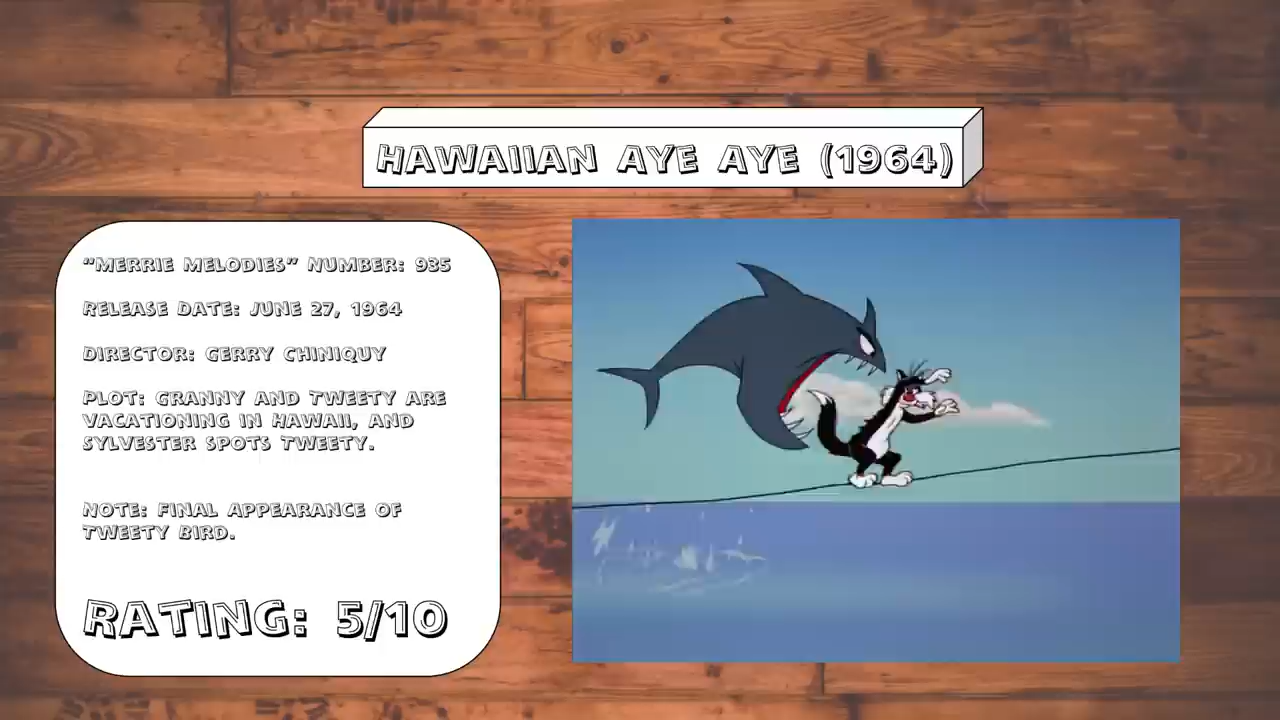 HAWAIIAN AYE AYE (1964)
"MERRIE MELODIES" NUMBER: 935
RELEASE DATE: JUNE 27, 1964
DIRECTOR: GERRY CHINIQUY
PLOT: GRANNY AND TWEETY ARE
VACATIONING IN HAWAII, AND
SYLVESTER SPOTS TWEETY.
NOTE: FINAL APPEARANCE OF
TWEETY BIRD.
RATING: 5/10